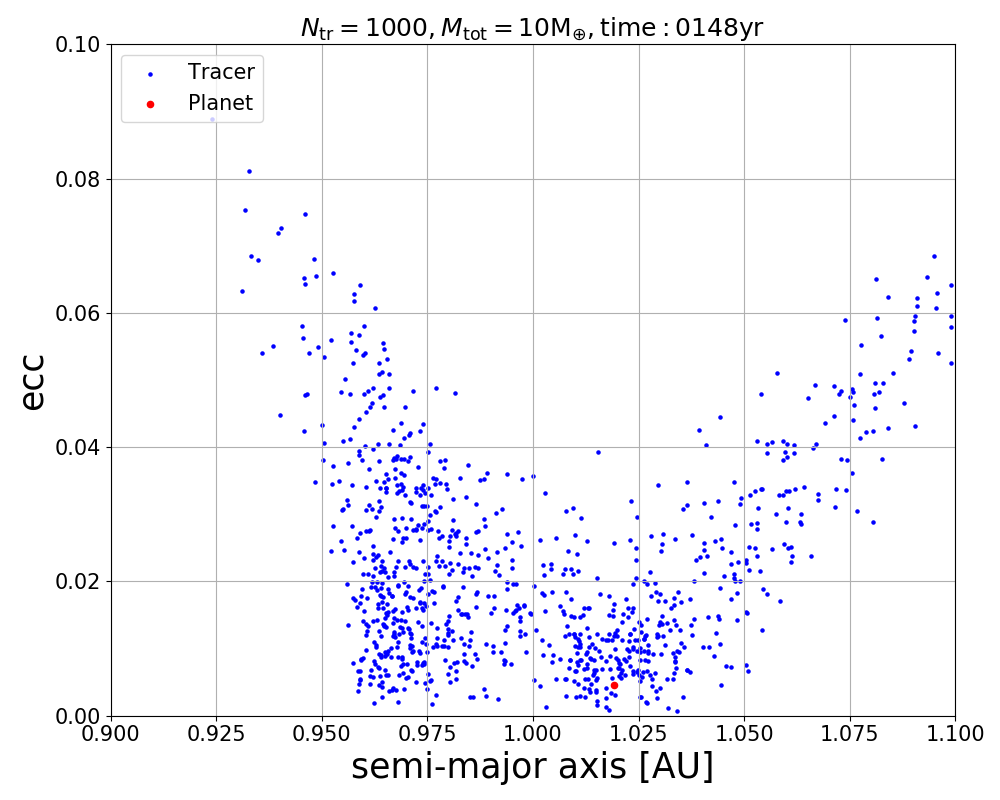 N_tr = 1000, M_tot = 10M_⊕, time : 0148yr
Tracer
Planet
0.10
0.08
0.06
0.04
0.02
0.00
ecc
0.900 0.925 0.950 0.975 1.000 1.025 1.050 1.075 1.100
semi-major axis [AU]